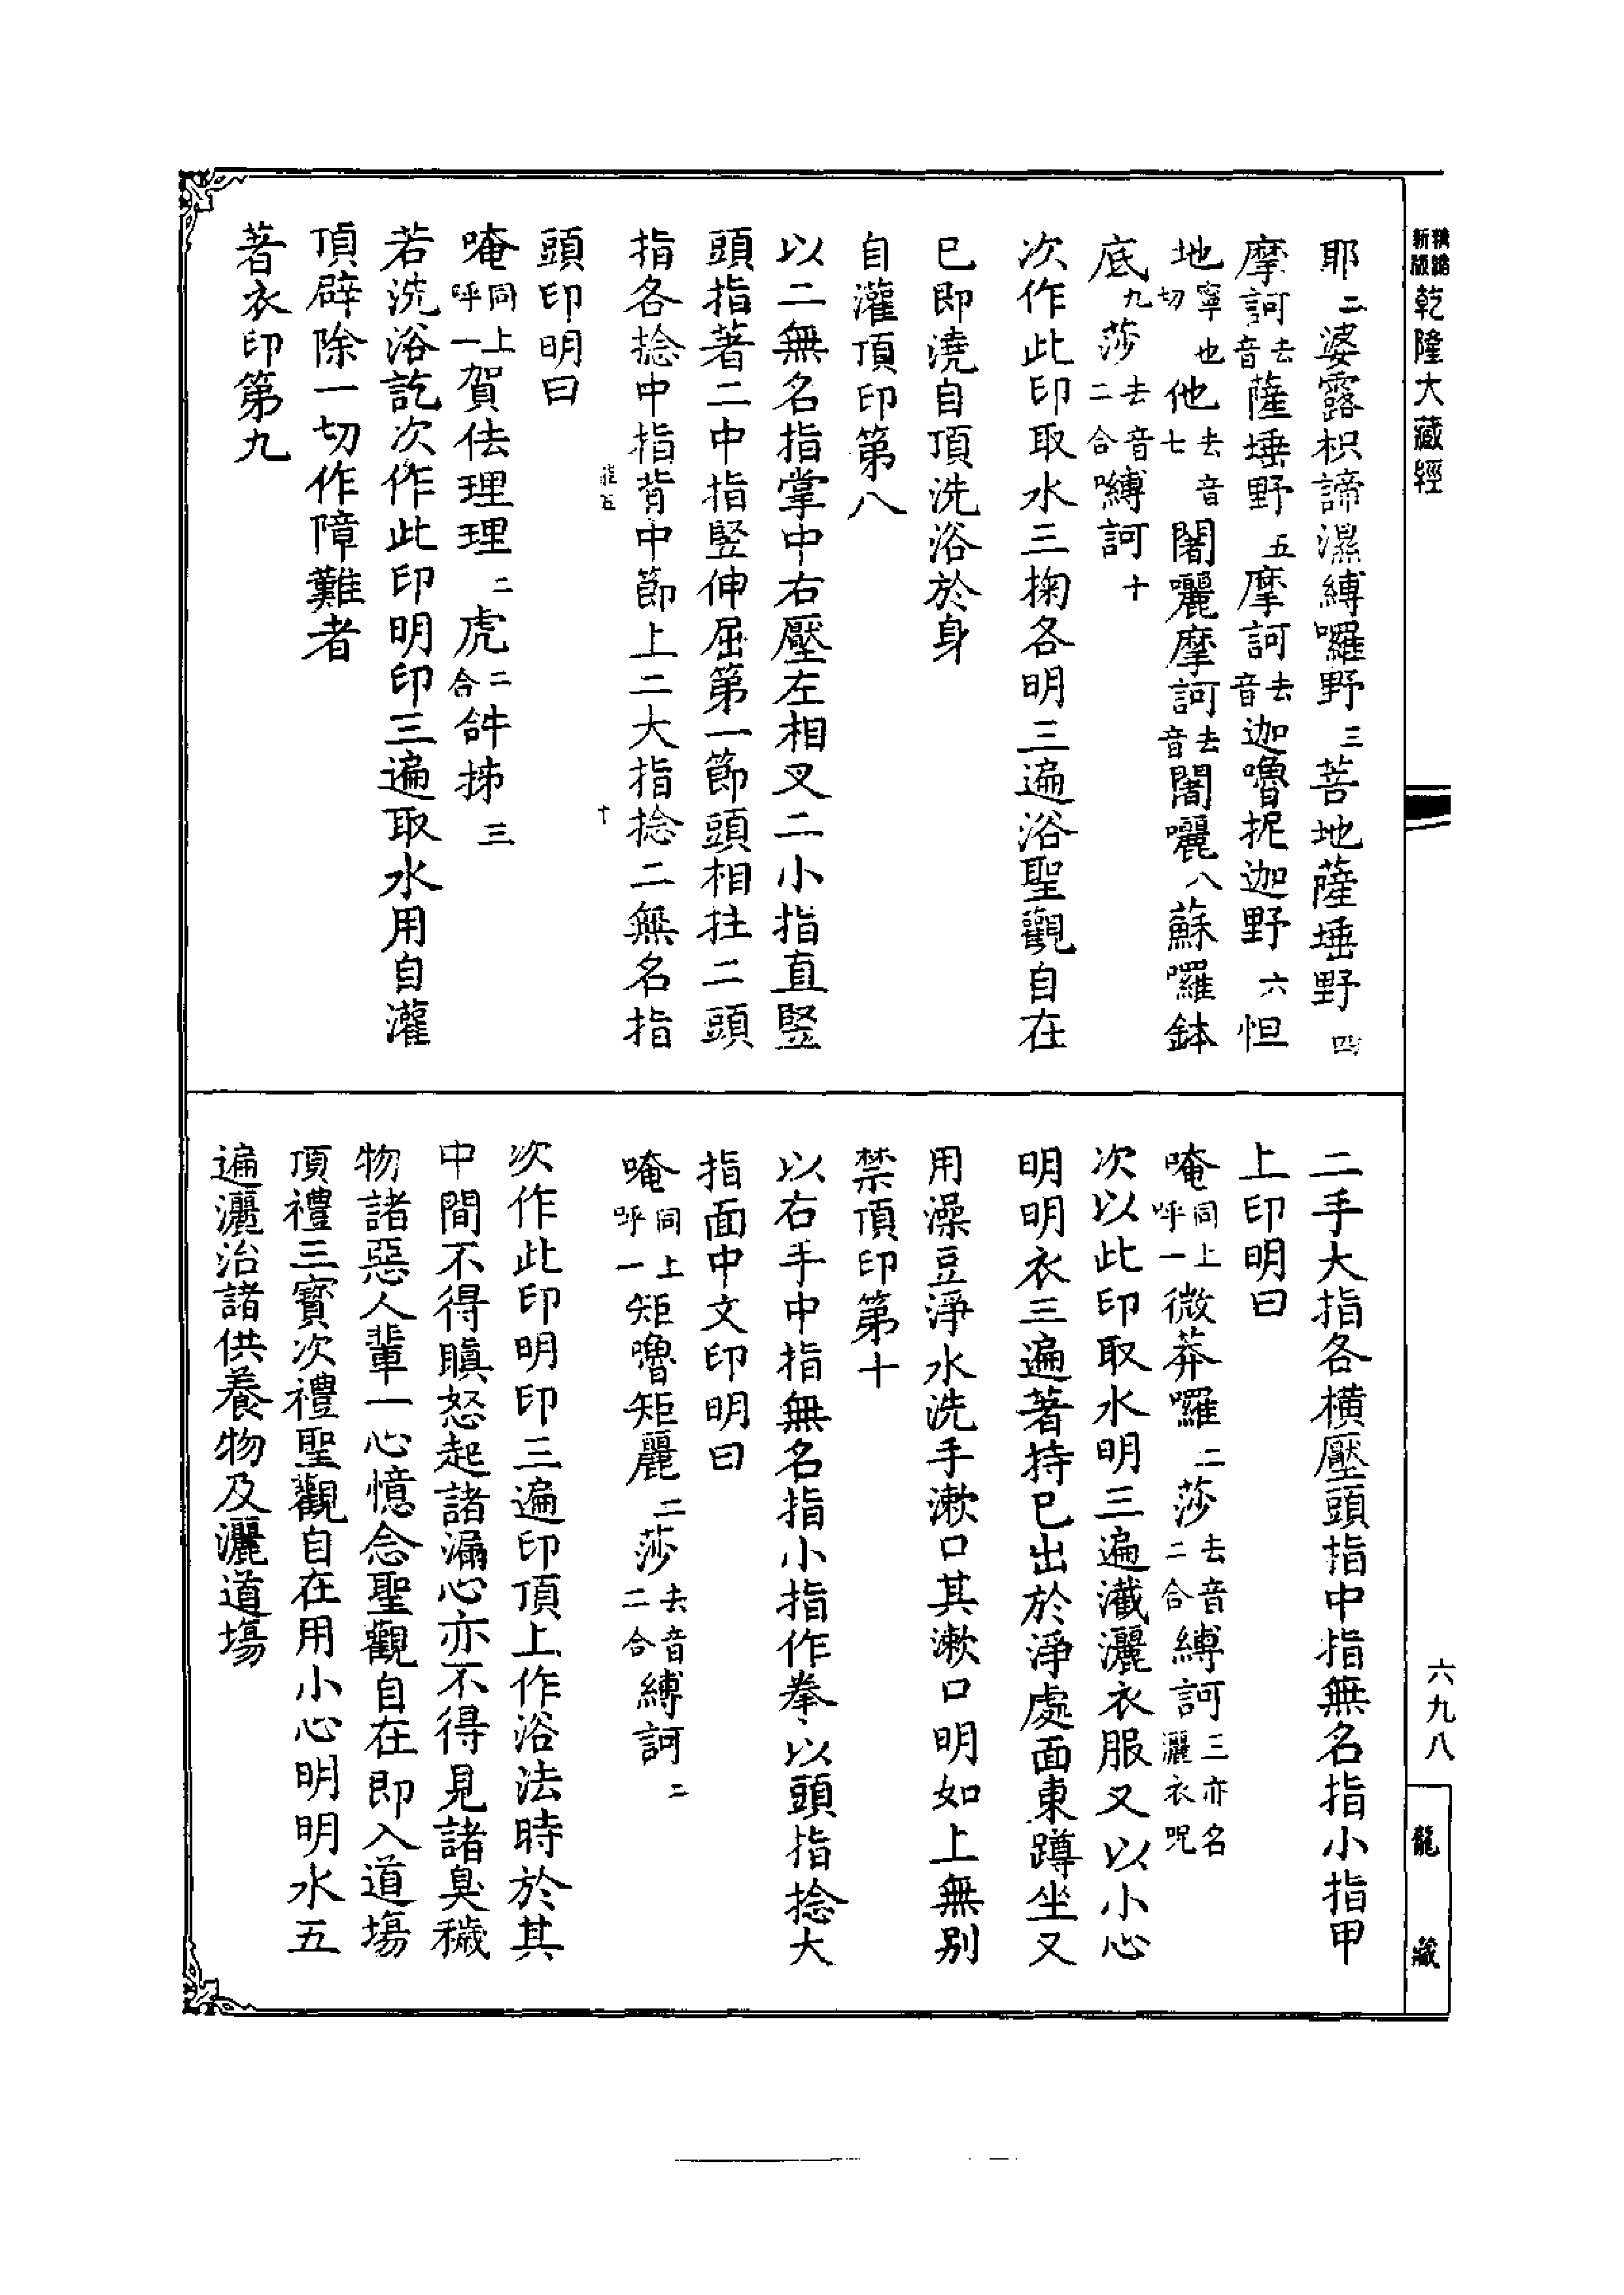 精縮新版乾隆大藏經
耶二婆露枳諦濕縛囉野三菩地薩埵野四
摩訶去音薩埵野五摩訶去音迦嚕抳迦野六怛
地寧也切他去音七闍囇摩訶去音闍囇八蘇囉鉢
底九莎去音二合嚩訶十
次作此印取水三掬各明三遍浴聖觀自在
已即澆自頂洗浴於身
自灌頂印第八
以二無名指掌中右壓左相叉二小指直豎
頭指著二中指豎伸屈第一節頭相拄二頭
指各捻中指背中節上二大指捻二無名指
頭印明曰
唵同上呼一賀佉理理二虎二合𤙖抪三
若洗浴訖次作此印明印三遍取水用自灌
頂辟除一切作障難者
著衣印第九
二手大指各橫壓頭指中指無名指小指甲
上印明曰
唵同上呼一微莽囉二莎去音二合縛訶三亦名灑衣呪
次以此印取水明三遍濺灑衣服又以小心
明明衣三遍著持已出於淨處面東蹲坐又
用澡豆淨水洗手漱口其漱口明如上無別
禁頂印第十
以右手中指無名指小指作拳以頭指捻大
指面中文印明曰
唵同上呼一矩嚕矩麗二莎去音二合縛訶二
次作此印明印三遍印頂上作浴法時於其
中間不得瞋怒起諸漏心亦不得見諸臭穢
物諸惡人輩一心憶念聖觀自在即入道場
頂禮三寶次禮聖觀自在用小心明明水五
遍灑治諸供養物及灑道場
六九八
龍藏